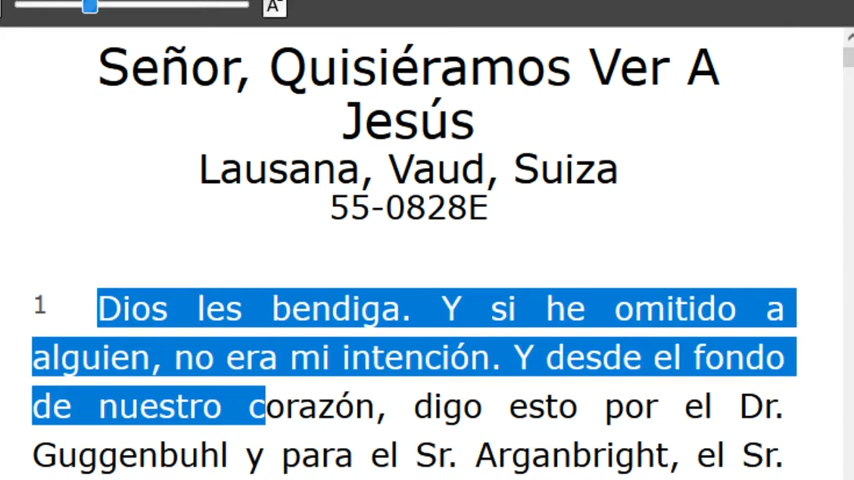 A
Señor, Quisiéramos Ver A
Jesús
Lausana, Vaud, Suiza
55-0828E
1 Dios les bendiga. Y si he omitido a
alguien, no era mi intención. Y desde el fondo
de nuestro corazón, digo esto por el Dr.
Guggenbuhl y para el Sr. Arganbright, el Sr.